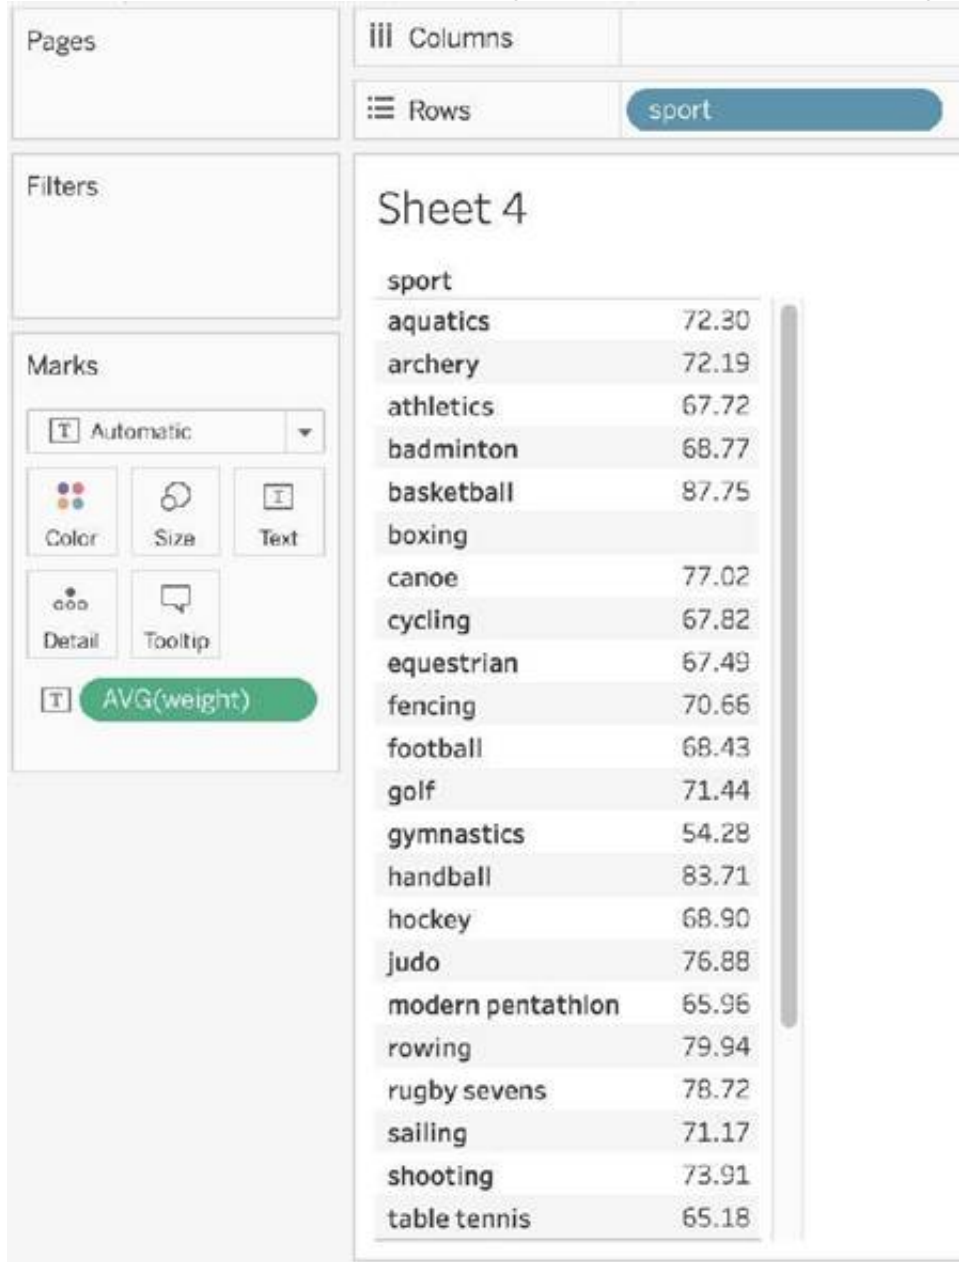 Pages
Columns
Rows
sport
Filters
Sheet 4
sport
aquatics 72.30
archery 72.19
athletics 67.72
badminton 68.77
basketball 87.75
boxing
canoe 77.02
cycling 67.82
equestrian 67.49
fencing 70.66
football 68.43
golf 71.44
gymnastics 54.28
handball 83.71
hockey 68.90
judo 76.88
modern pentathlon 65.96
rowing 79.94
rugby sevens 78.72
sailing 71.17
shooting 73.91
table tennis 65.18
Marks
T Automatic
Color Size Text
Detail Tooltip
T AVG(weight)